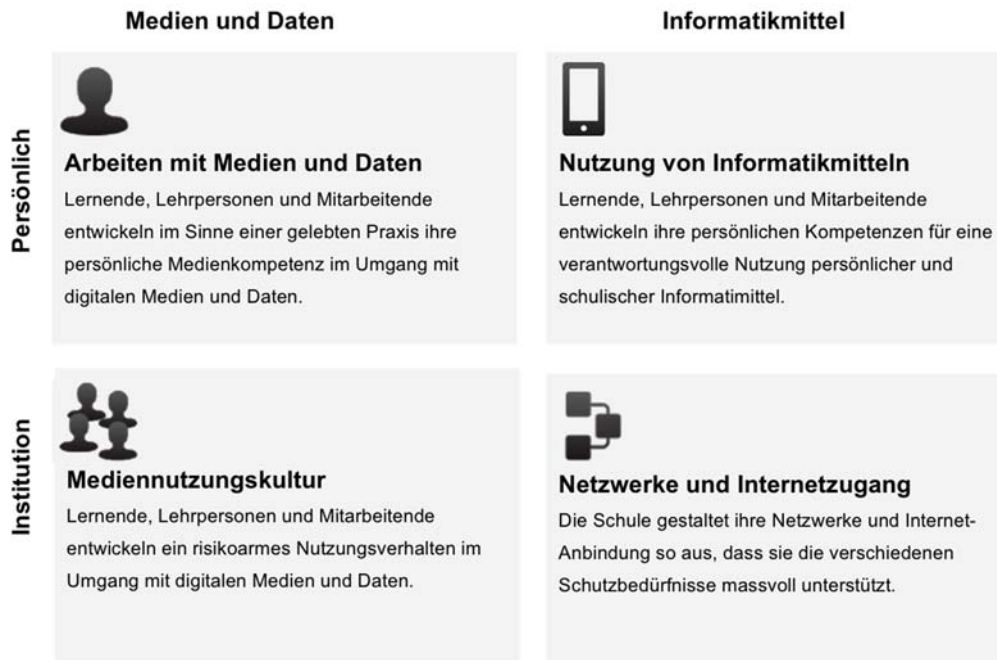 Medien und Daten
Informatikmittel
Persönlich
Arbeiten mit Medien und Daten
Lernende, Lehrpersonen und Mitarbeitende
entwickeln im Sinne einer gelebten Praxis ihre
persönliche Medienkompetenz im Umgang mit
digitalen Medien und Daten.
Nutzung von Informatikmitteln
Lernende, Lehrpersonen und Mitarbeitende
entwickeln ihre persönlichen Kompetenzen für eine
verantwortungsvolle Nutzung persönlicher und
schulischer Informatimittel.
Institution
Mediennutzungskultur
Lernende, Lehrpersonen und Mitarbeitende
entwickeln ein risikoarmes Nutzungsverhalten im
Umgang mit digitalen Medien und Daten.
Netzwerke und Internetzugang
Die Schule gestaltet ihre Netzwerke und Internet-
Anbindung so aus, dass sie die verschiedenen
Schutzbedürfnisse massvoll unterstützt.